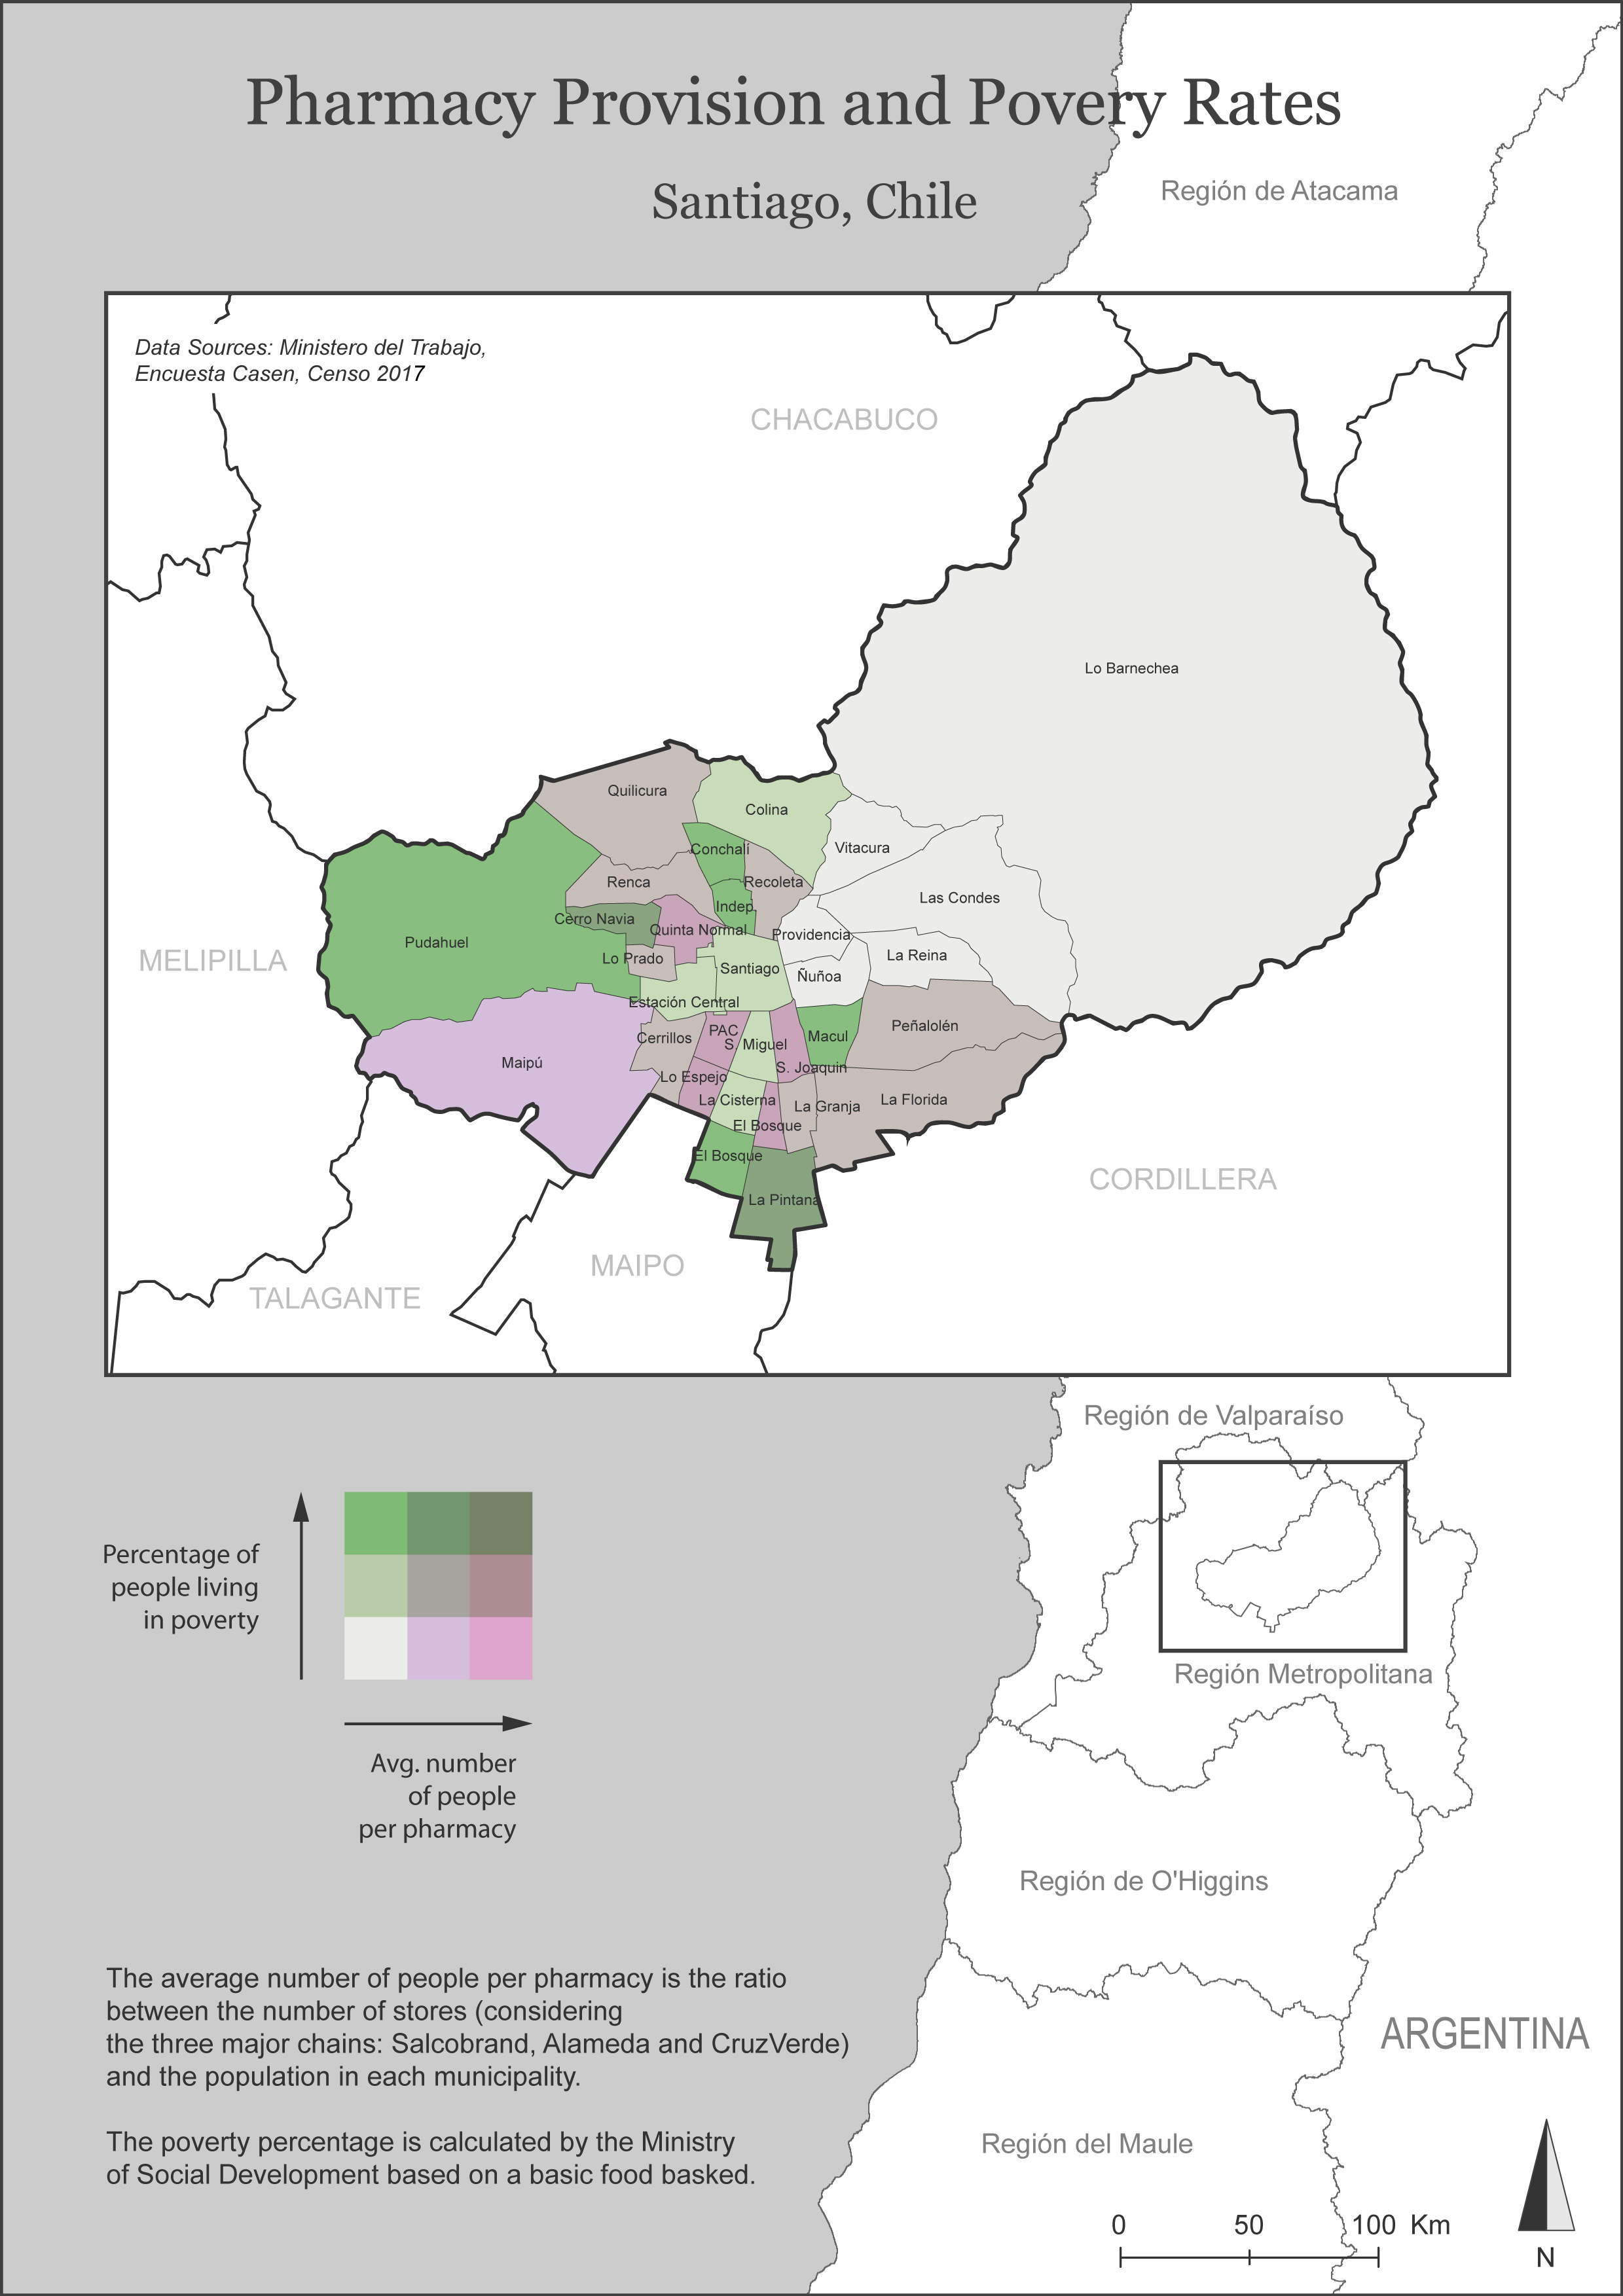 Pharmacy Provision and Povery Rates
Santiago, Chile
Región de Atacama
Data Sources: Ministero del Trabajo,
Encuesta Casen, Censo 2017
CHACABUCO
Lo Barnechea
Quilicura
Colina
Conchalí
Vitacura
Renca
Recoleta
Las Condes
Indep.
Cerro Navia
Quinta Normal
Providencia
Pudahuel
La Reina
MELIPILLA
Lo Prado
Santiago
Ñuñoa
Estación Central
Peñalolén
PAC
Cerrillos
Macul
S. Miguel
Maipú
S. Joaquin
Lo Espejo
La Cisterna
La Granja
La Florida
El Bosque
El Bosque
CORDILLERA
La Pintana
MAIPO
TALAGANTE
Región de Valparaíso
Percentage of
people living
in poverty
Región Metropolitana
Avg. number
of people
per pharmacy
Región de O'Higgins
The average number of people per pharmacy is the ratio
between the number of stores (considering
the three major chains: Salcobrand, Alameda and CruzVerde)
and the population in each municipality.
ARGENTINA
The poverty percentage is calculated by the Ministry
of Social Development based on a basic food basked.
Región del Maule
0 50 100 Km
N